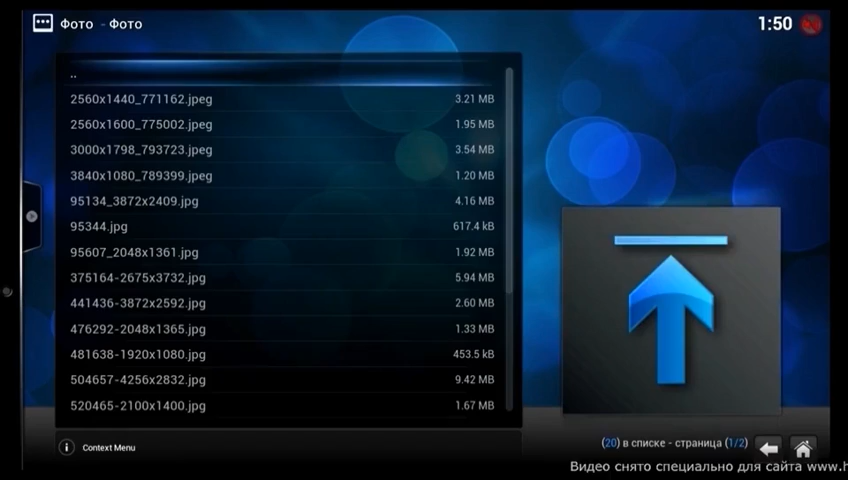 Фото - Фото
1:50
..
2560x1440_771162.jpeg 3.21 MB
2560x1600_775002.jpeg 1.95 MB
3000x1798_793723.jpeg 3.54 MB
3840x1080_789399.jpeg 1.20 MB
95134_3872x2409.jpg 4.16 MB
95344.jpg 617.4 kB
95607_2048x1361.jpg 1.92 MB
375164-2675x3732.jpg 5.94 MB
441436-3872x2592.jpg 2.60 MB
476292-2048x1365.jpg 1.33 MB
481638-1920x1080.jpg 453.5 kB
504657-4256x2832.jpg 9.42 MB
520465-2100x1400.jpg 1.67 MB
Context Menu
(20) в списке - страница (1/2)
Видео снято специально для сайта www.h